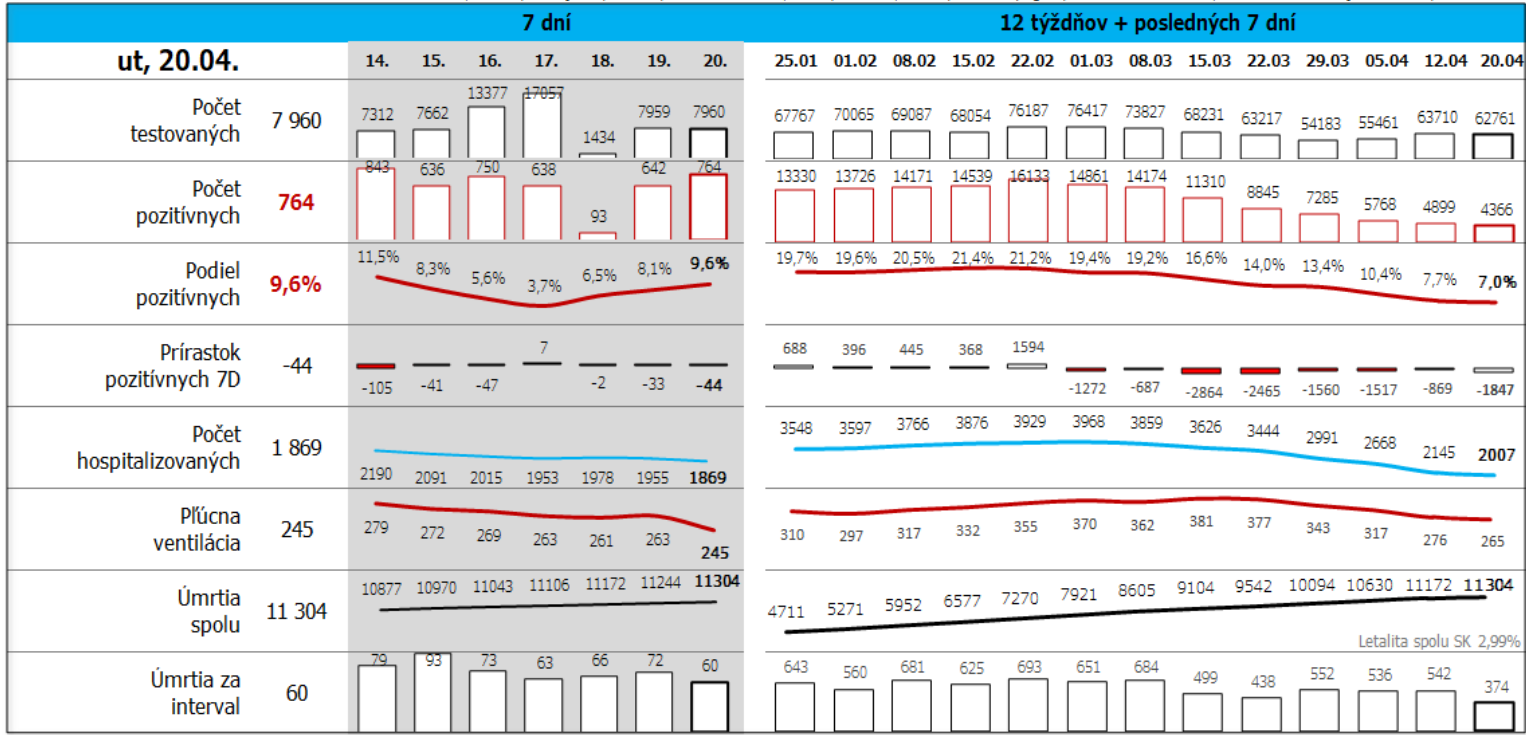 7 dní 12 týždňov + posledných 7 dní
ut, 20.04. 14. 15. 16. 17. 18. 19. 20. 25.01 01.02 08.02 15.02 22.02 01.03 08.03 15.03 22.03 29.03 05.04 12.04 20.04
Počet testovaných 7 960 7312 7662 13377 17057 1434 7959 7960 67767 70065 69087 68054 76187 76417 73827 68231 63217 54183 55461 63710 62761
Počet pozitívnych 764 843 636 750 638 93 642 764 13330 13726 14171 14539 16133 14861 14174 11310 8845 7285 5768 4899 4366
Podiel pozitívnych 9,6% 11,5% 8,3% 5,6% 3,7% 6,5% 8,1% 9,6% 19,7% 19,6% 20,5% 21,4% 21,2% 19,4% 19,2% 16,6% 14,0% 13,4% 10,4% 7,7% 7,0%
Prírastok pozitívnych 7D -44 -105 -41 -47 7 -2 -33 -44 688 396 445 368 1594 -1272 -687 -2864 -2465 -1560 -1517 -869 -1847
Počet hospitalizovaných 1 869 2190 2091 2015 1953 1978 1955 1869 3548 3597 3766 3876 3929 3968 3859 3626 3444 2991 2668 2145 2007
Pľúcna ventilácia 245 279 272 269 263 261 263 245 310 297 317 332 355 370 362 381 377 343 317 276 265
Úmrtia spolu 11 304 10877 10970 11043 11106 11172 11244 11304 4711 5271 5952 6577 7270 7921 8605 9104 9542 10094 10630 11172 11304
Letalita spolu SK 2,99%
Úmrtia za interval 60 79 93 73 63 66 72 60 643 560 681 625 693 651 684 499 438 552 536 542 374